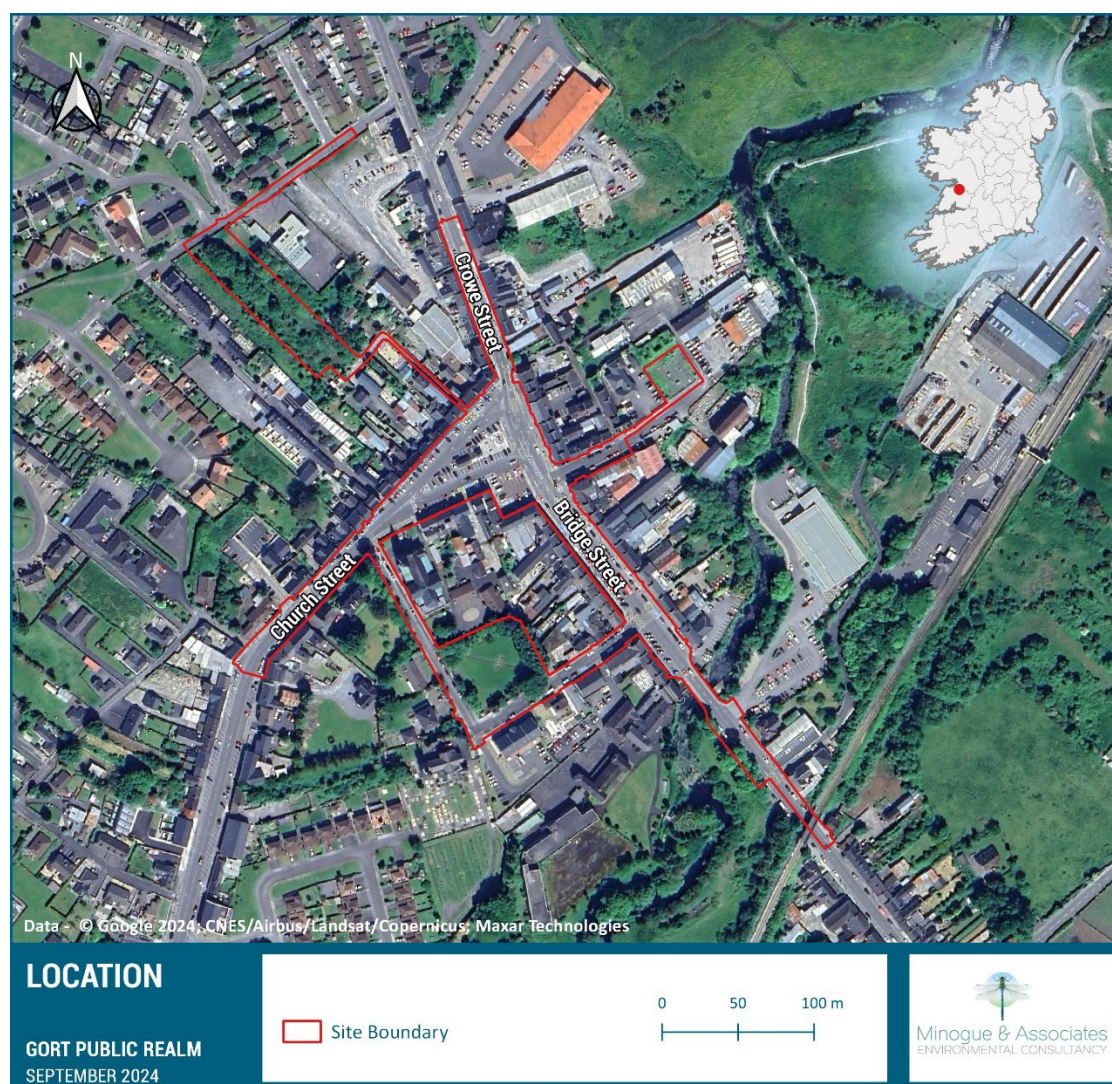 N
Crowe Street
Bridge Street
Church Street
Data - © Google 2024; CNES/Airbus/Landsat/Copernicus; Maxar Technologies
LOCATION
GORT PUBLIC REALM
SEPTEMBER 2024
Site Boundary
0 50 100 m
Minogue & Associates
ENVIRONMENTAL CONSULTANCY